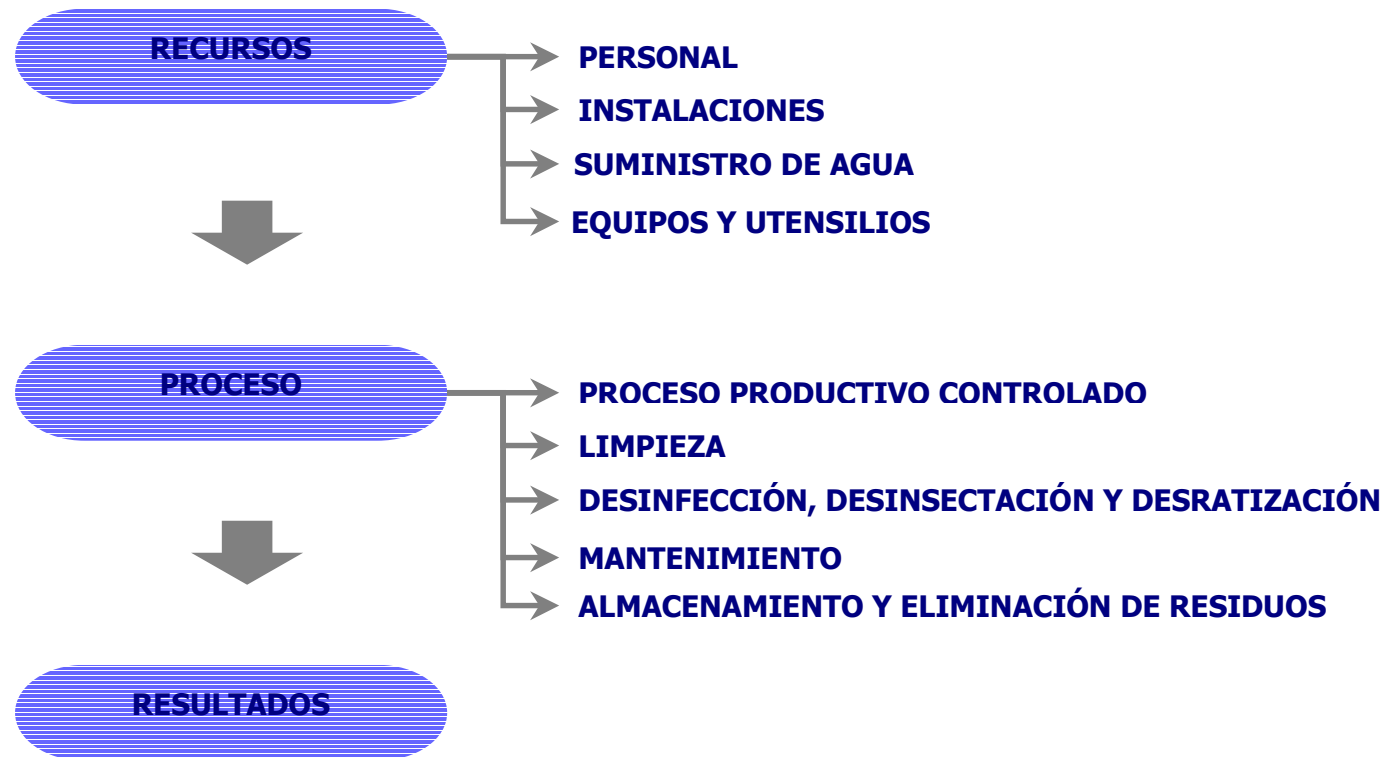 RECURSOS
PERSONAL
INSTALACIONES
SUMINISTRO DE AGUA
EQUIPOS Y UTENSILIOS
PROCESO
PROCESO PRODUCTIVO CONTROLADO
LIMPIEZA
DESINFECCIÓN, DESINSECTACIÓN Y DESRATIZACIÓN
MANTENIMIENTO
ALMACENAMIENTO Y ELIMINACIÓN DE RESIDUOS
RESULTADOS